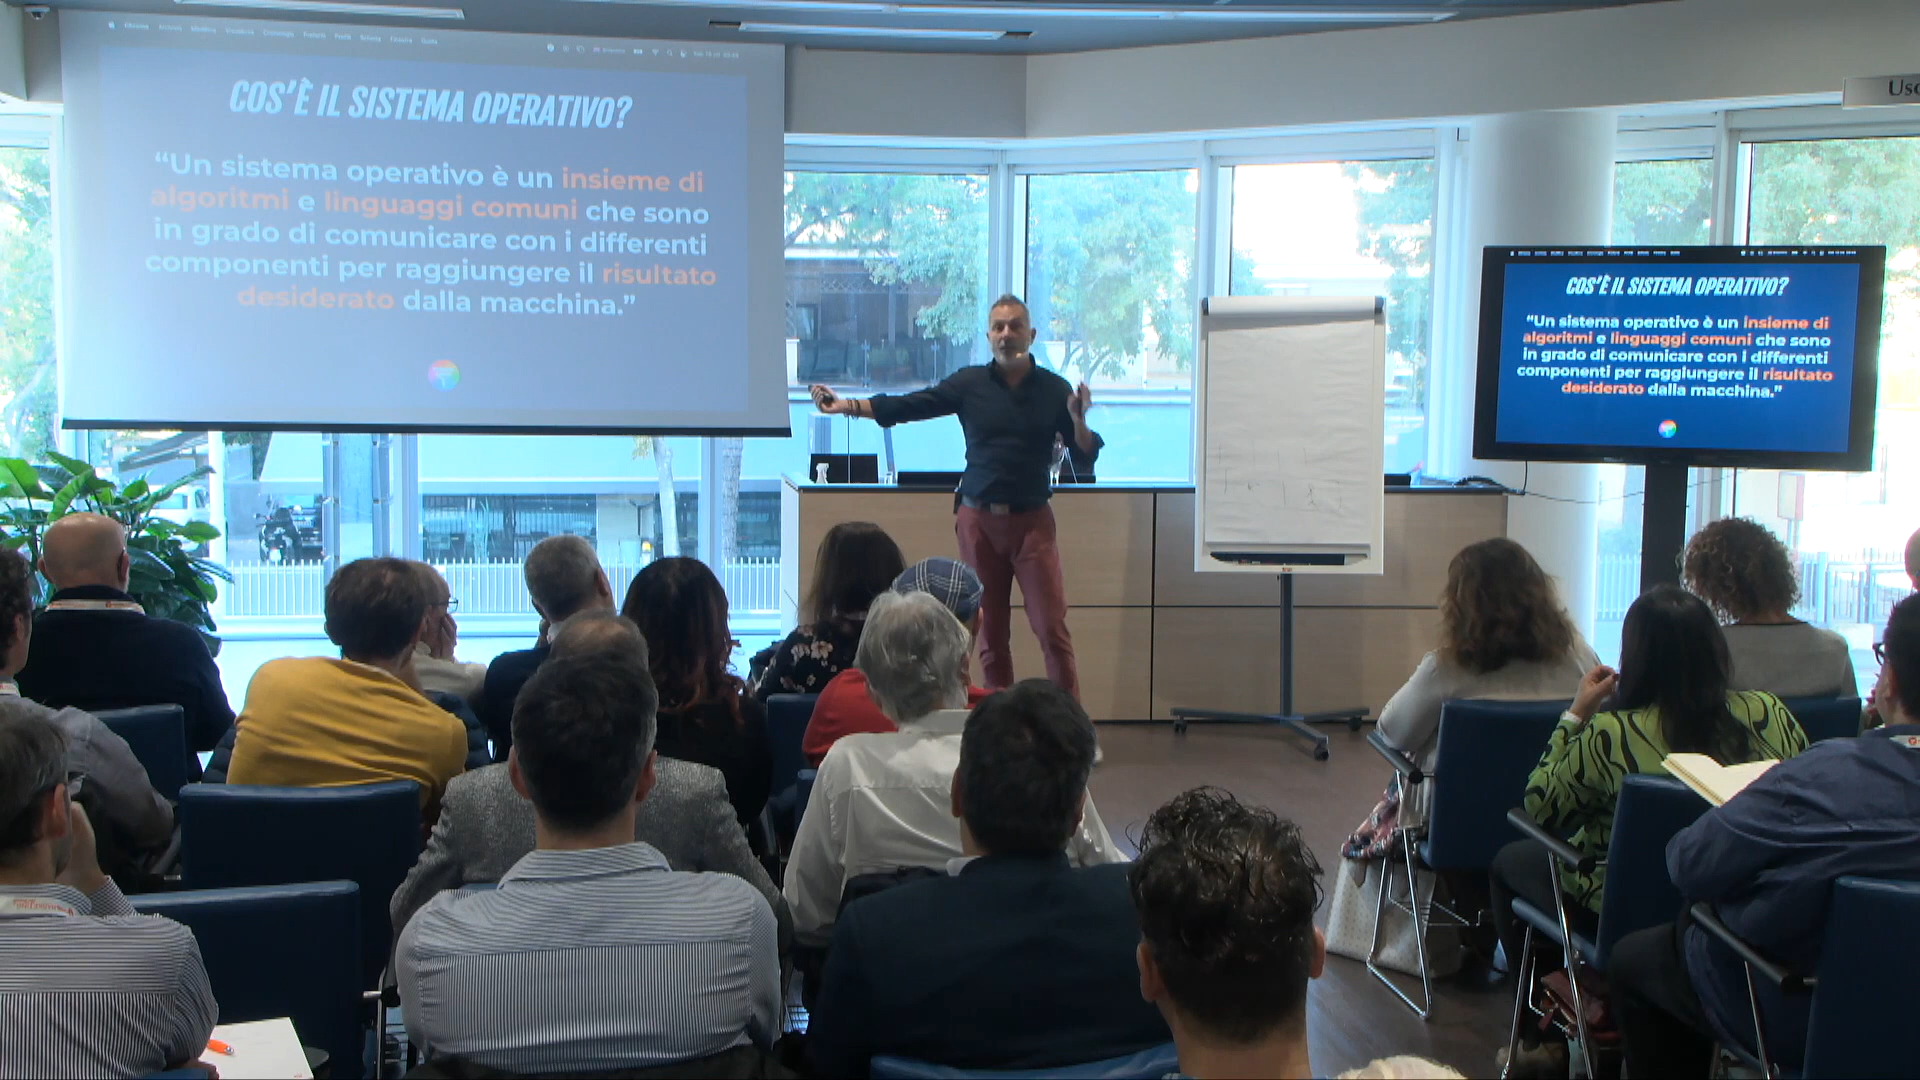 COS'È IL SISTEMA OPERATIVO?
“Un sistema operativo è un insieme di
algoritmi e linguaggi comuni che sono
in grado di comunicare con i differenti
componenti per raggiungere il risultato
desiderato dalla macchina.”
COS'È IL SISTEMA OPERATIVO?
“Un sistema operativo è un insieme di
algoritmi e linguaggi comuni che sono
in grado di comunicare con i differenti
componenti per raggiungere il risultato
desiderato dalla macchina.”